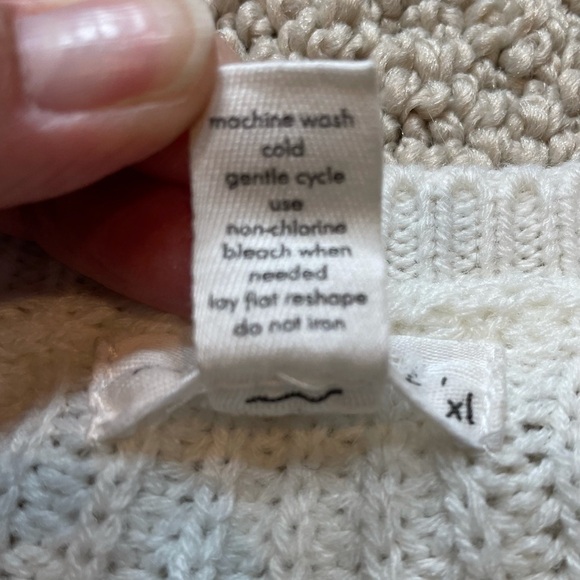 machine wash
cold
gentle cycle
use
non-chlorine
bleach when
needed
lay flat reshape
do not iron
xl